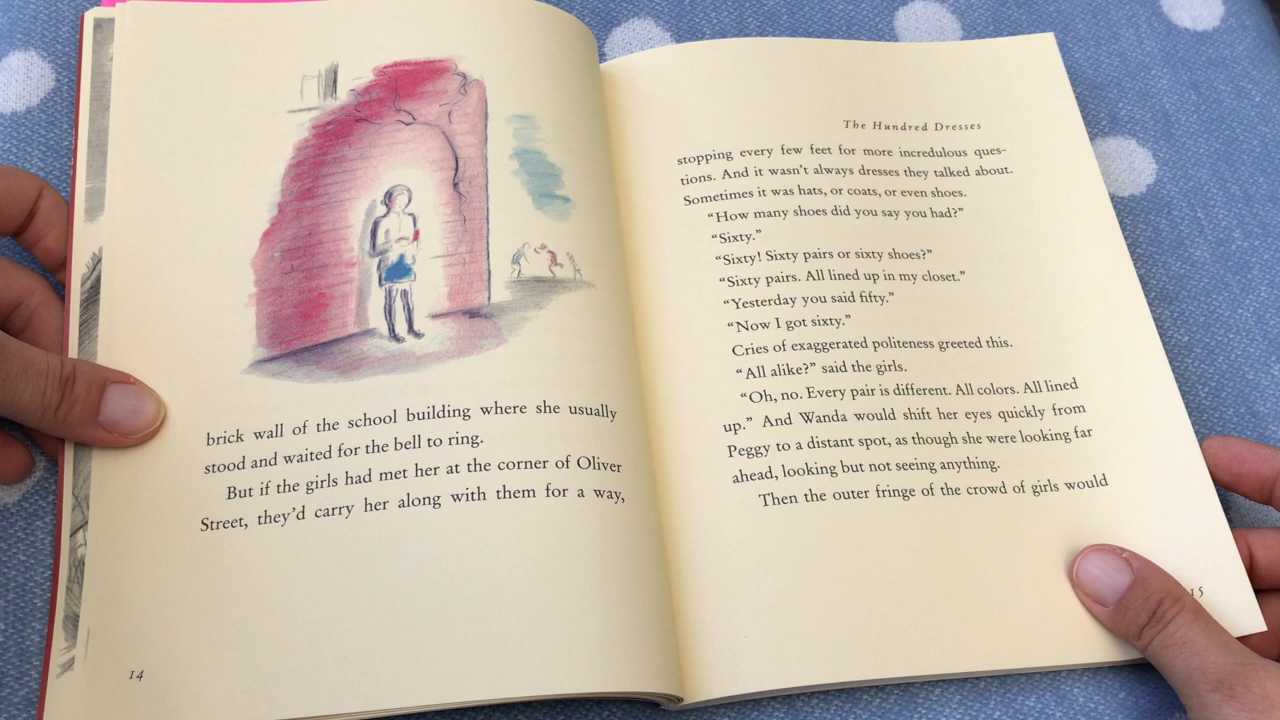 brick wall of the school building where she usually
stood and waited for the bell to ring.
But if the girls had met her at the corner of Oliver
Street, they'd carry her along with them for a way,
14
The Hundred Dresses
stopping every few feet for more incredulous ques-
tions. And it wasn't always dresses they talked about.
Sometimes it was hats, or coats, or even shoes.
“How many shoes did you say you had?”
“Sixty.”
“Sixty! Sixty pairs or sixty shoes?”
“Sixty pairs. All lined up in my closet.”
“Yesterday you said fifty.”
“Now I got sixty.”
Cries of exaggerated politeness greeted this.
“All alike?” said the girls.
“Oh, no. Every pair is different. All colors. All lined
up.” And Wanda would shift her eyes quickly from
Peggy to a distant spot, as though she were looking far
ahead, looking but not seeing anything.
Then the outer fringe of the crowd of girls would
15